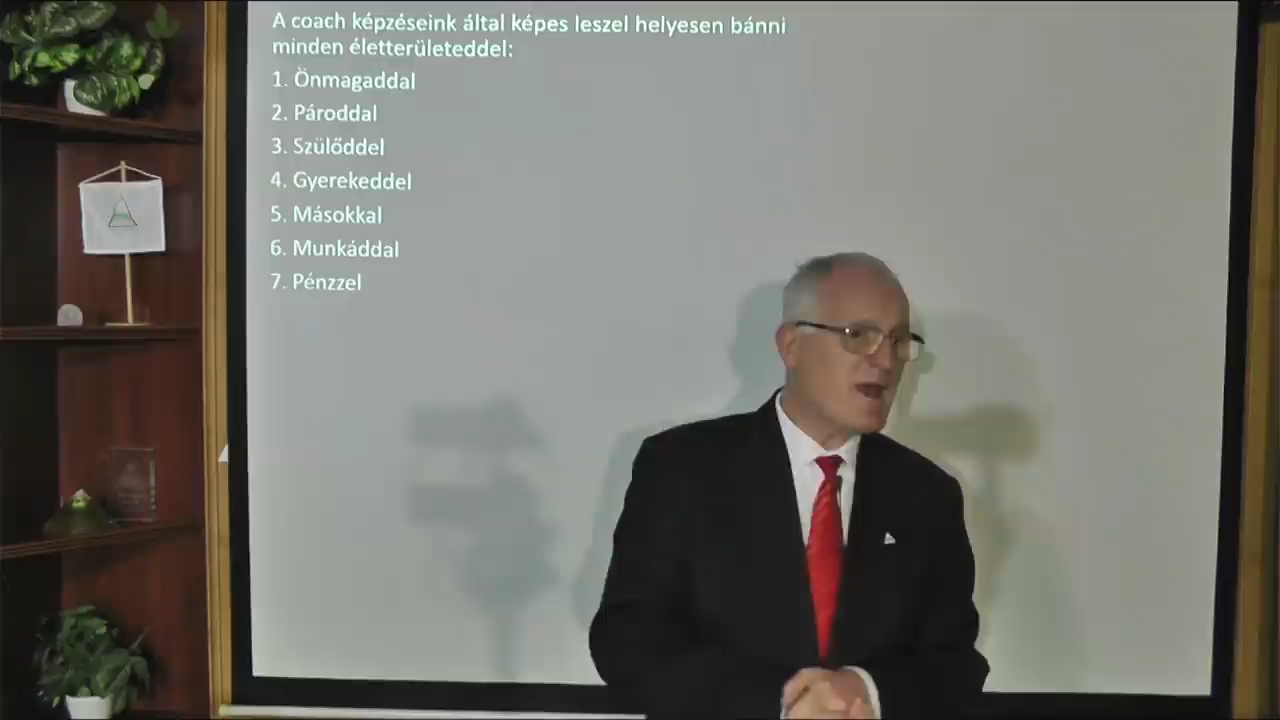 A coach képzéseink által képes leszel helyesen bánni
minden életterületeddel:
1. Önmagaddal
2. Pároddal
3. Szülőddel
4. Gyerekeddel
5. Másokkal
6. Munkáddal
7. Pénzzel